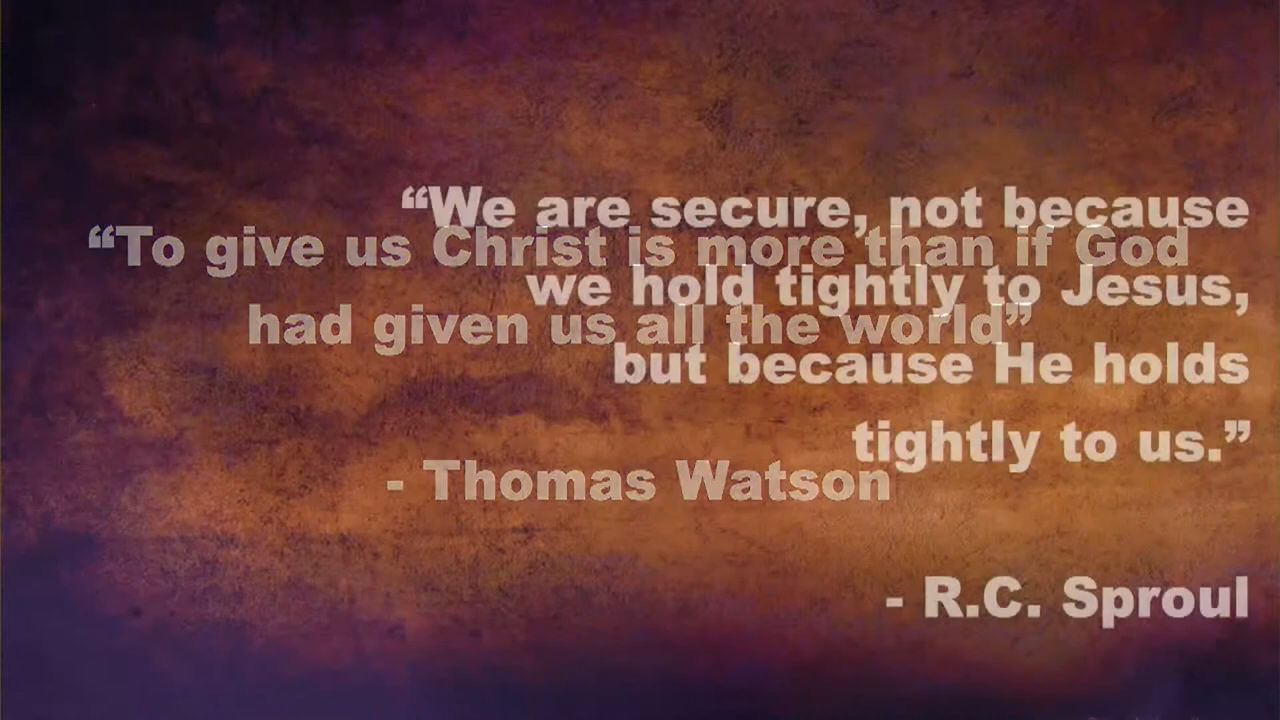 “We are secure, not because
we hold tightly to Jesus,
but because He holds
tightly to us.”
- R.C. Sproul
“To give us Christ is more than if God
had given us all the world”
- Thomas Watson